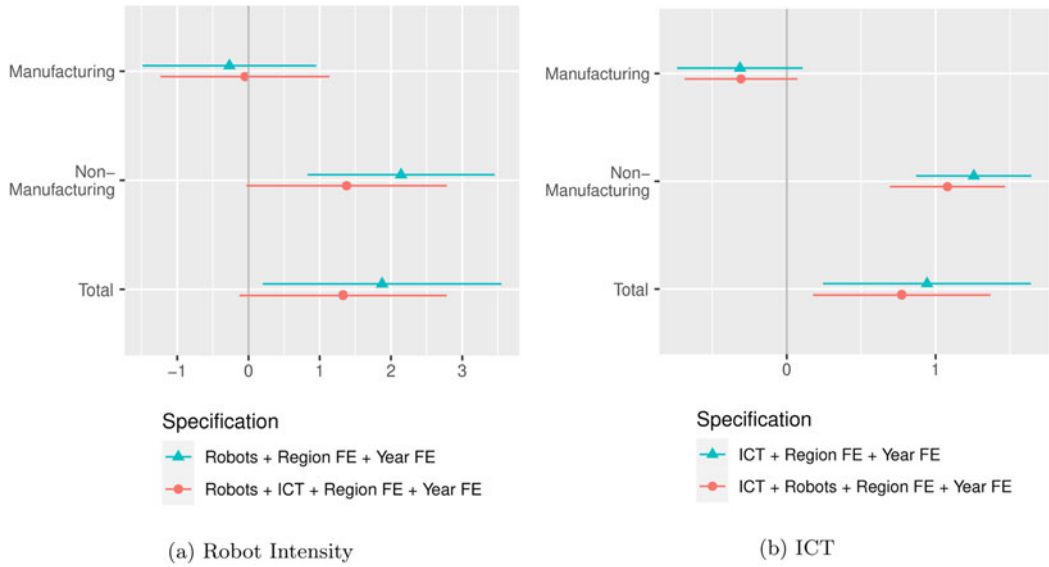 Manufacturing
Non−
Manufacturing
Total
−1 0 1 2 3
Specification
Robots + Region FE + Year FE
Robots + ICT + Region FE + Year FE
(a) Robot Intensity
Manufacturing
Non−
Manufacturing
Total
0 1
Specification
ICT + Region FE + Year FE
ICT + Robots + Region FE + Year FE
(b) ICT